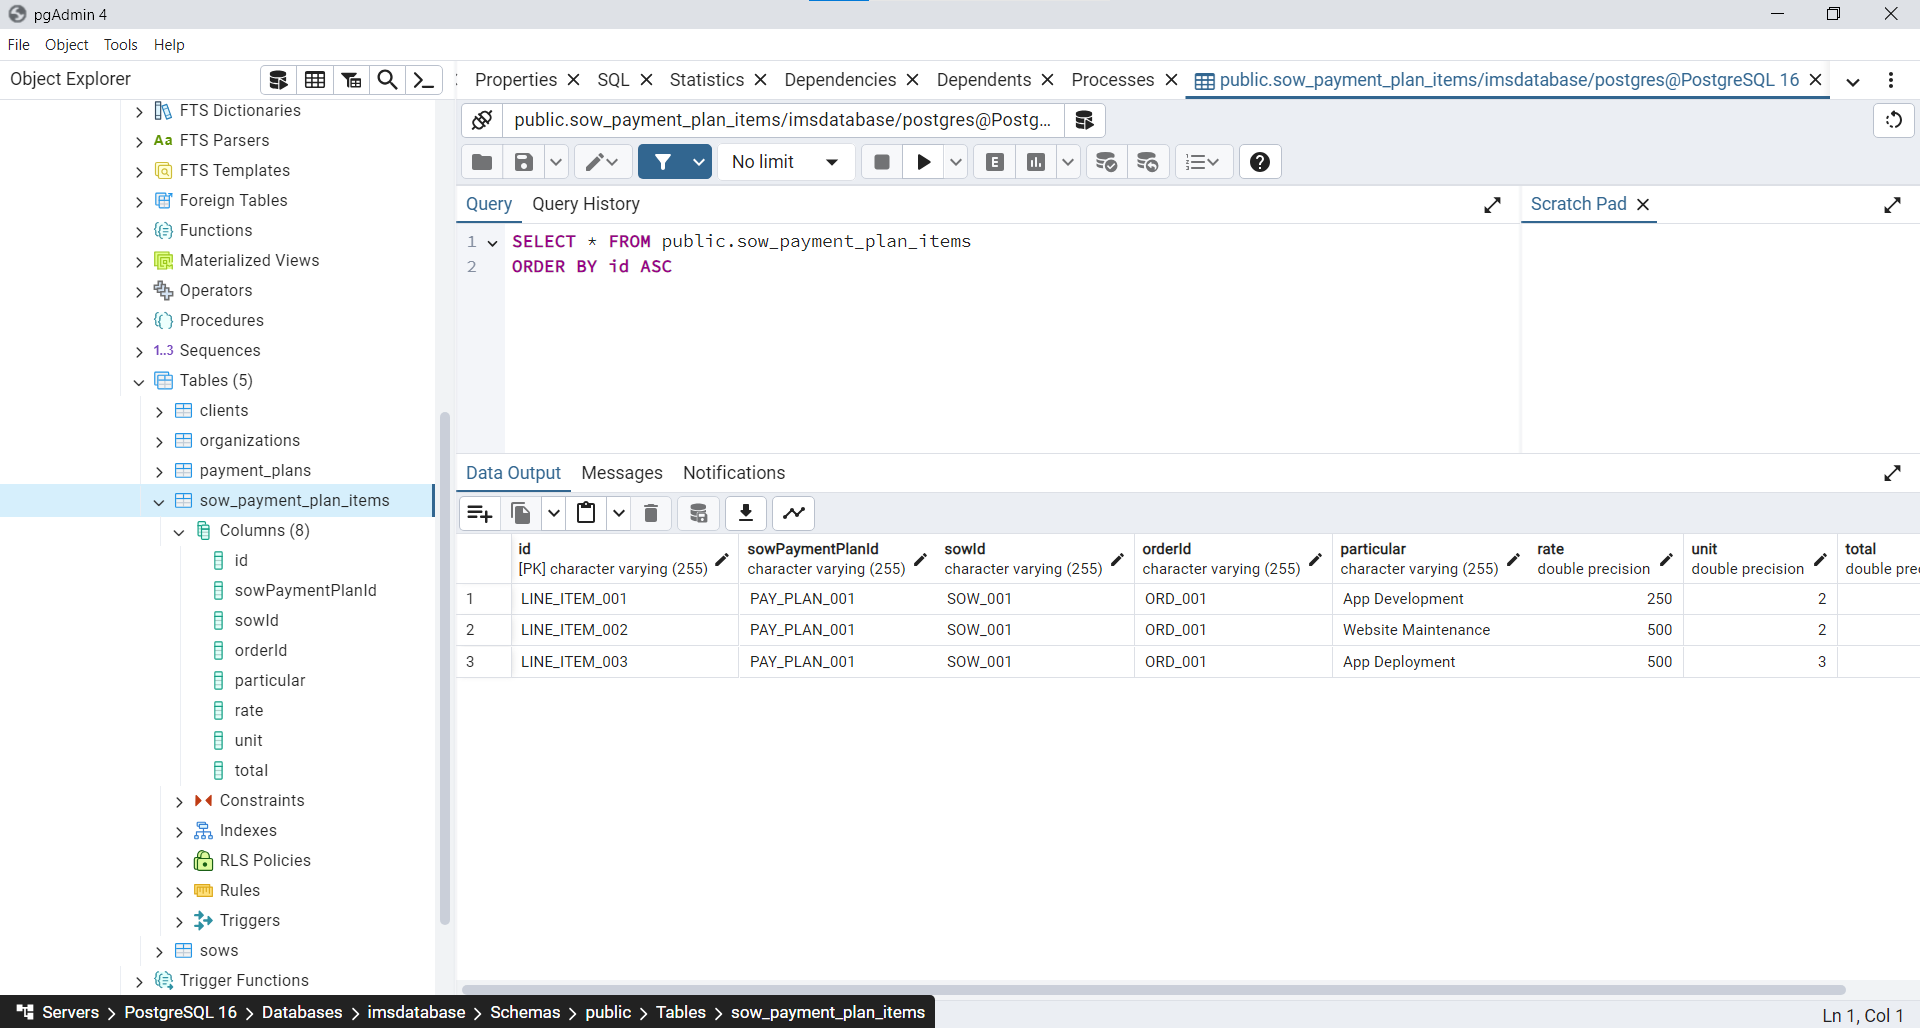 pgAdmin 4
File Object Tools Help
Object Explorer
FTS Dictionaries
Aa FTS Parsers
FTS Templates
Foreign Tables
Functions
Materialized Views
Operators
Procedures
1..3 Sequences
Tables (5)
clients
organizations
payment_plans
sow_payment_plan_items
Columns (8)
id
sowPaymentPlanId
sowId
orderId
particular
rate
unit
total
Constraints
Indexes
RLS Policies
Rules
Triggers
sows
Trigger Functions
Properties SQL Statistics Dependencies Dependents Processes public.sow_payment_plan_items/imsdatabase/postgres@PostgreSQL 16
public.sow_payment_plan_items/imsdatabase/postgres@Postg...
No limit E
Query Query History Scratch Pad
1 SELECT * FROM public.sow_payment_plan_items
2 ORDER BY id ASC
Data Output Messages Notifications
id sowPaymentPlanId sowId orderId particular rate unit total
[PK] character varying (255) character varying (255) character varying (255) character varying (255) character varying (255) double precision double precision double pre
1 LINE_ITEM_001 PAY_PLAN_001 SOW_001 ORD_001 App Development 250 2
2 LINE_ITEM_002 PAY_PLAN_001 SOW_001 ORD_001 Website Maintenance 500 2
3 LINE_ITEM_003 PAY_PLAN_001 SOW_001 ORD_001 App Deployment 500 3
Servers > PostgreSQL 16 > Databases > imsdatabase > Schemas > public > Tables > sow_payment_plan_items
Ln 1, Col 1